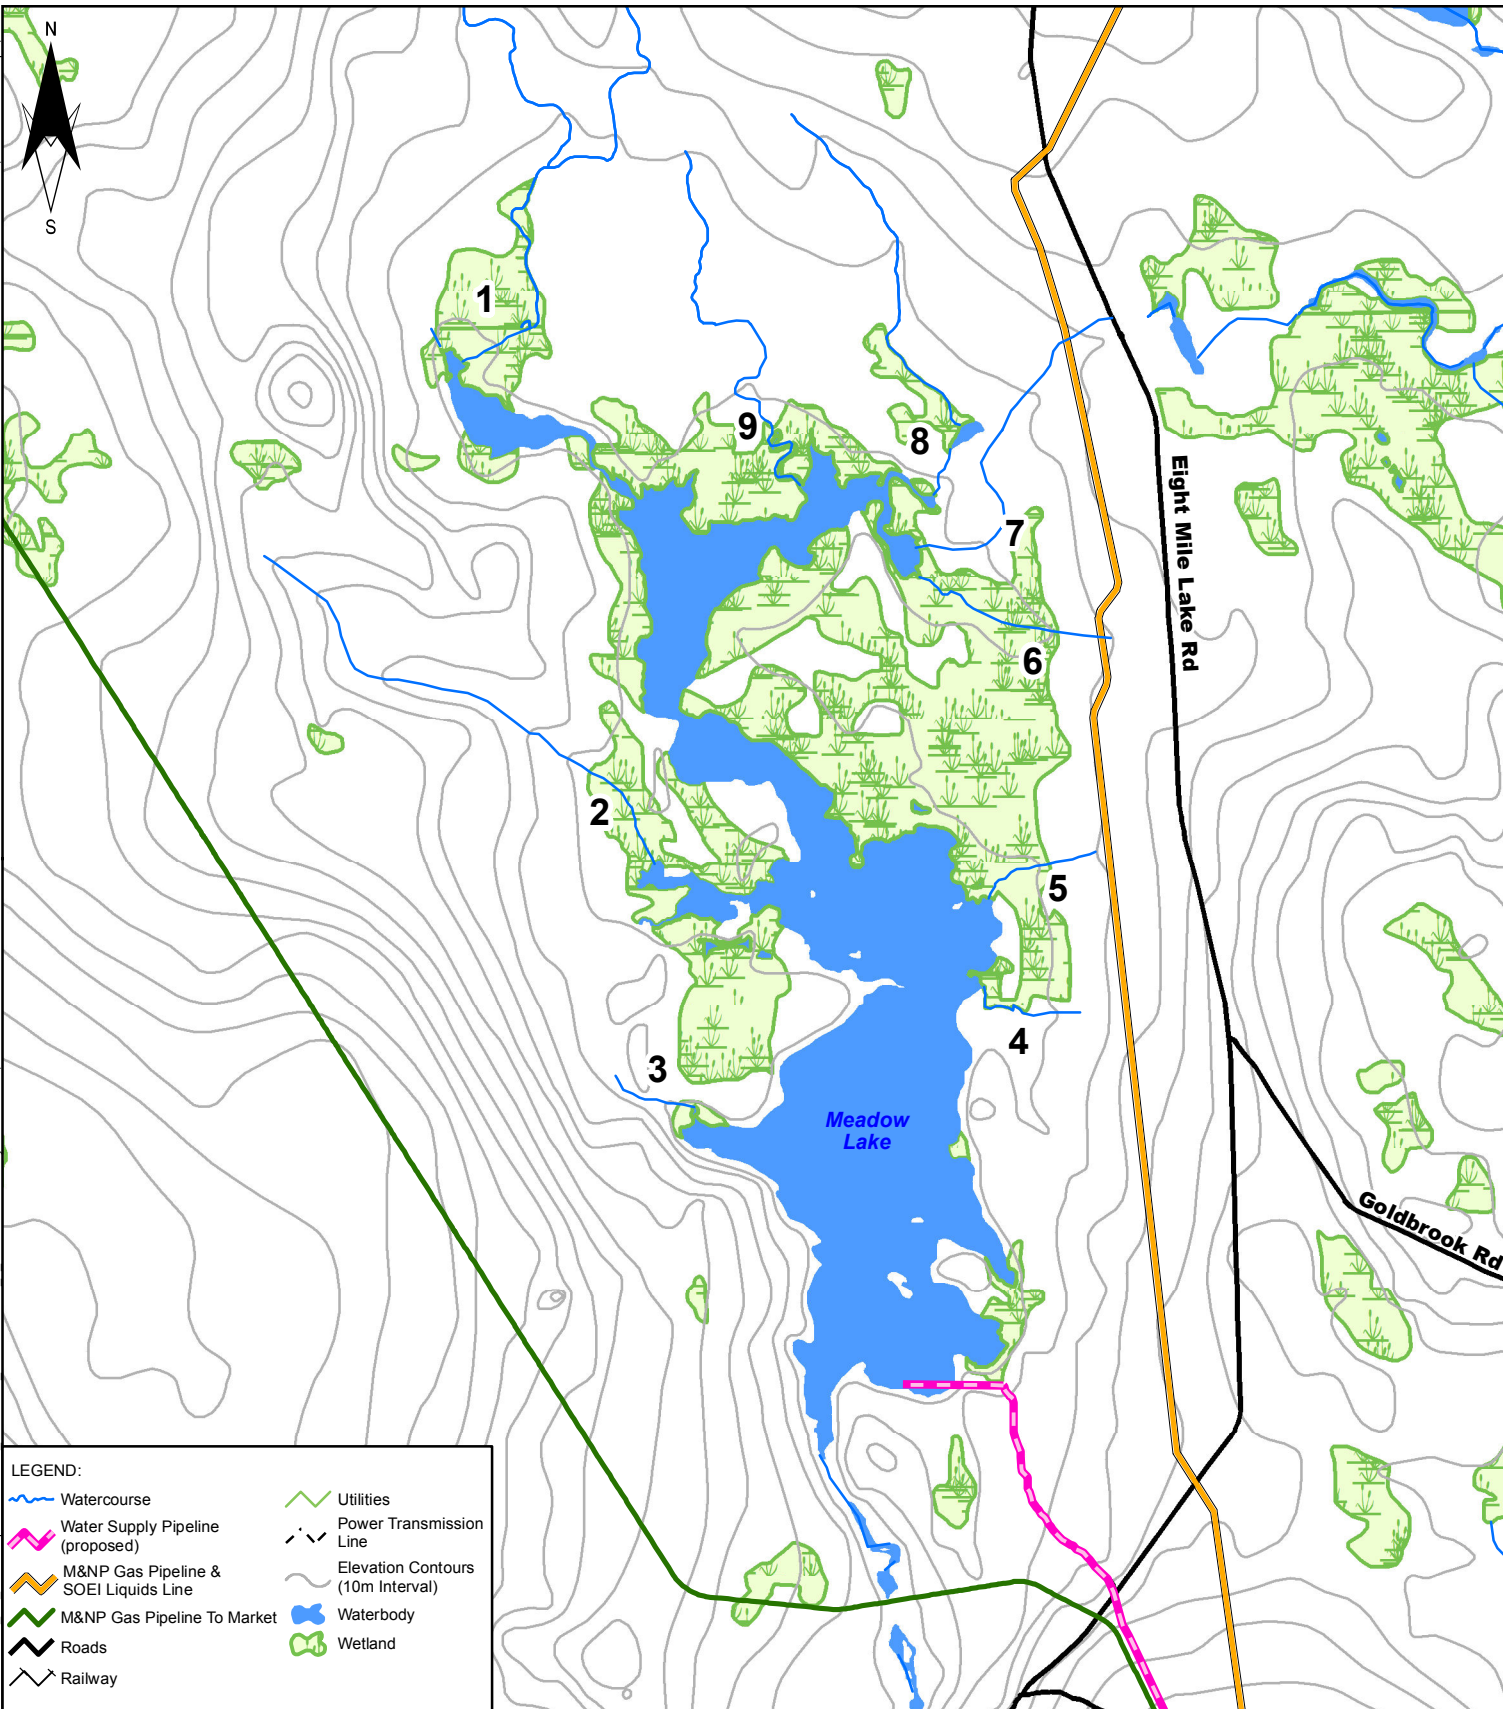 N
S
1
9
8
7
Eight Mile Lake Rd
6
2
5
4
3
Meadow
Lake
Goldbrook Rd
LEGEND:
Watercourse
Water Supply Pipeline
(proposed)
M&NP Gas Pipeline &
SOEI Liquids Line
M&NP Gas Pipeline To Market
Roads
Railway
Utilities
Power Transmission
Line
Elevation Contours
(10m Interval)
Waterbody
Wetland